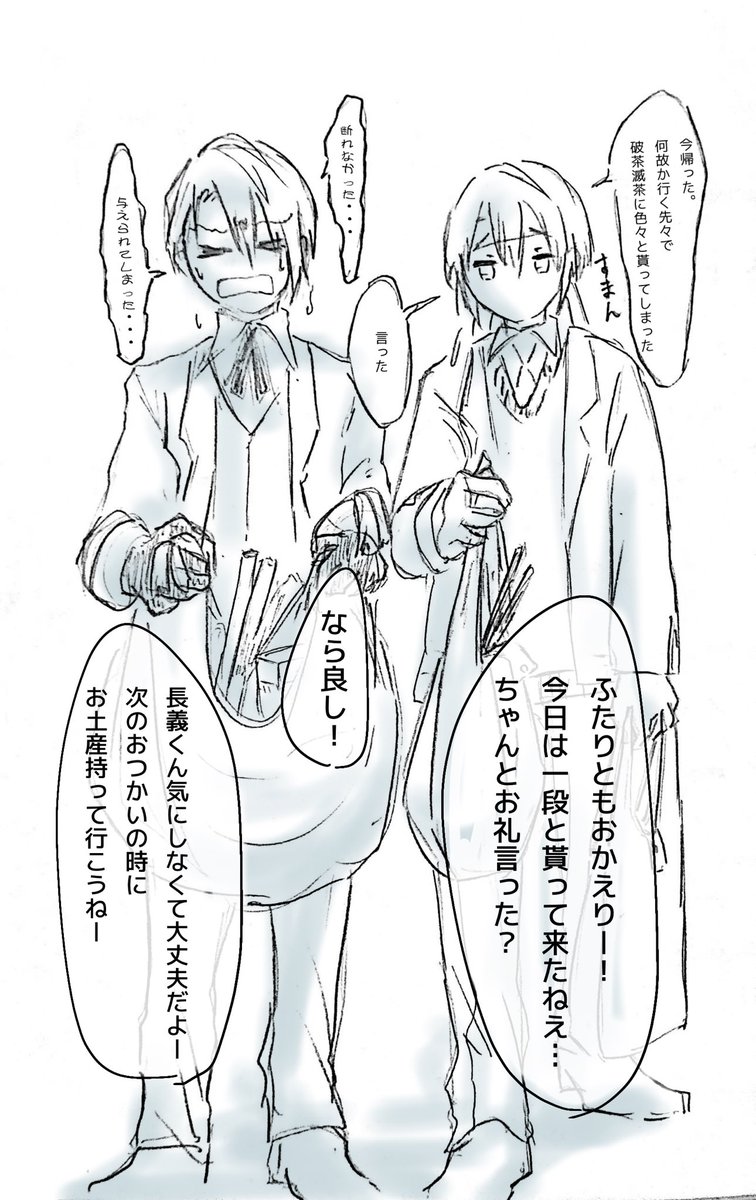 今帰った。
何故か行く先々で
破茶滅茶に色々と貰ってしまった
すまん
ふたりともおかえりー！
今日は一段と貰って来たねえ…
ちゃんとお礼言った？
言った
断れなかった・・・
与えられてしまった・・・・
なら良し！
長義くん気にしなくて大丈夫だよー
次のおつかいの時に
お土産持って行こうねー